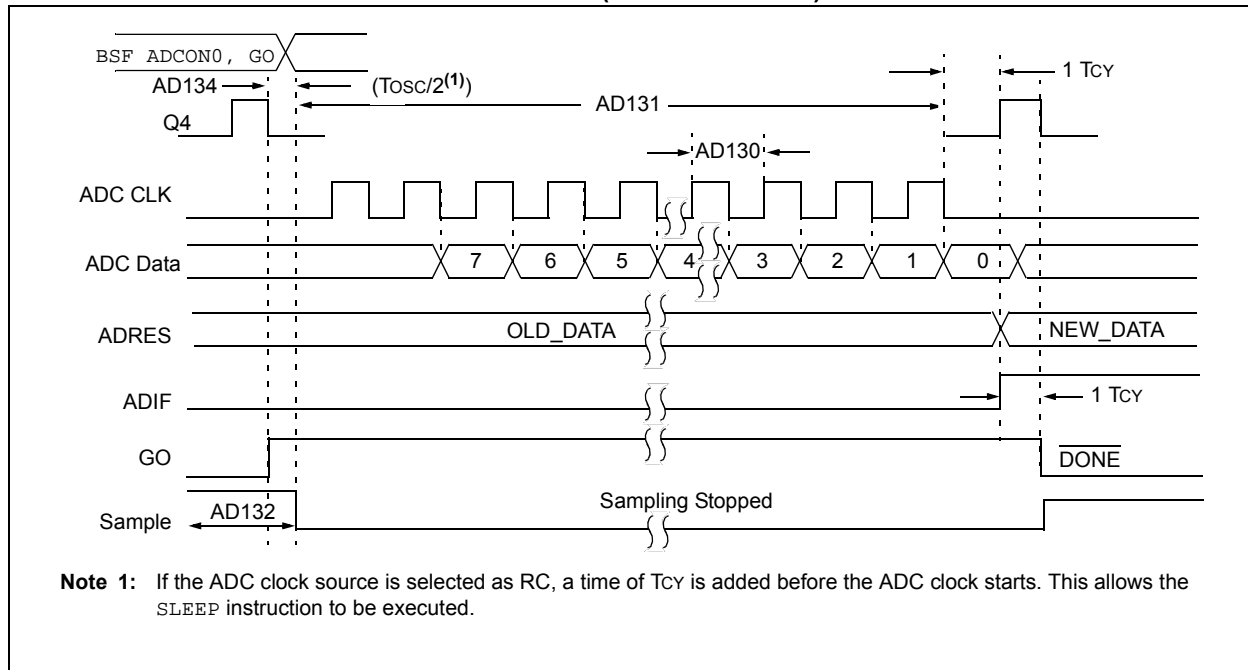 BSF ADCON0, GO
AD134
(TOSC/2(1))
1 TCY
AD131
Q4
AD130
ADC CLK
ADC Data
7 6 5 4 3 2 1 0
ADRES
OLD_DATA
NEW_DATA
ADIF
1 TCY
GO
DONE
Sample
AD132
Sampling Stopped
Note 1: If the ADC clock source is selected as RC, a time of TCY is added before the ADC clock starts. This allows the
SLEEP instruction to be executed.